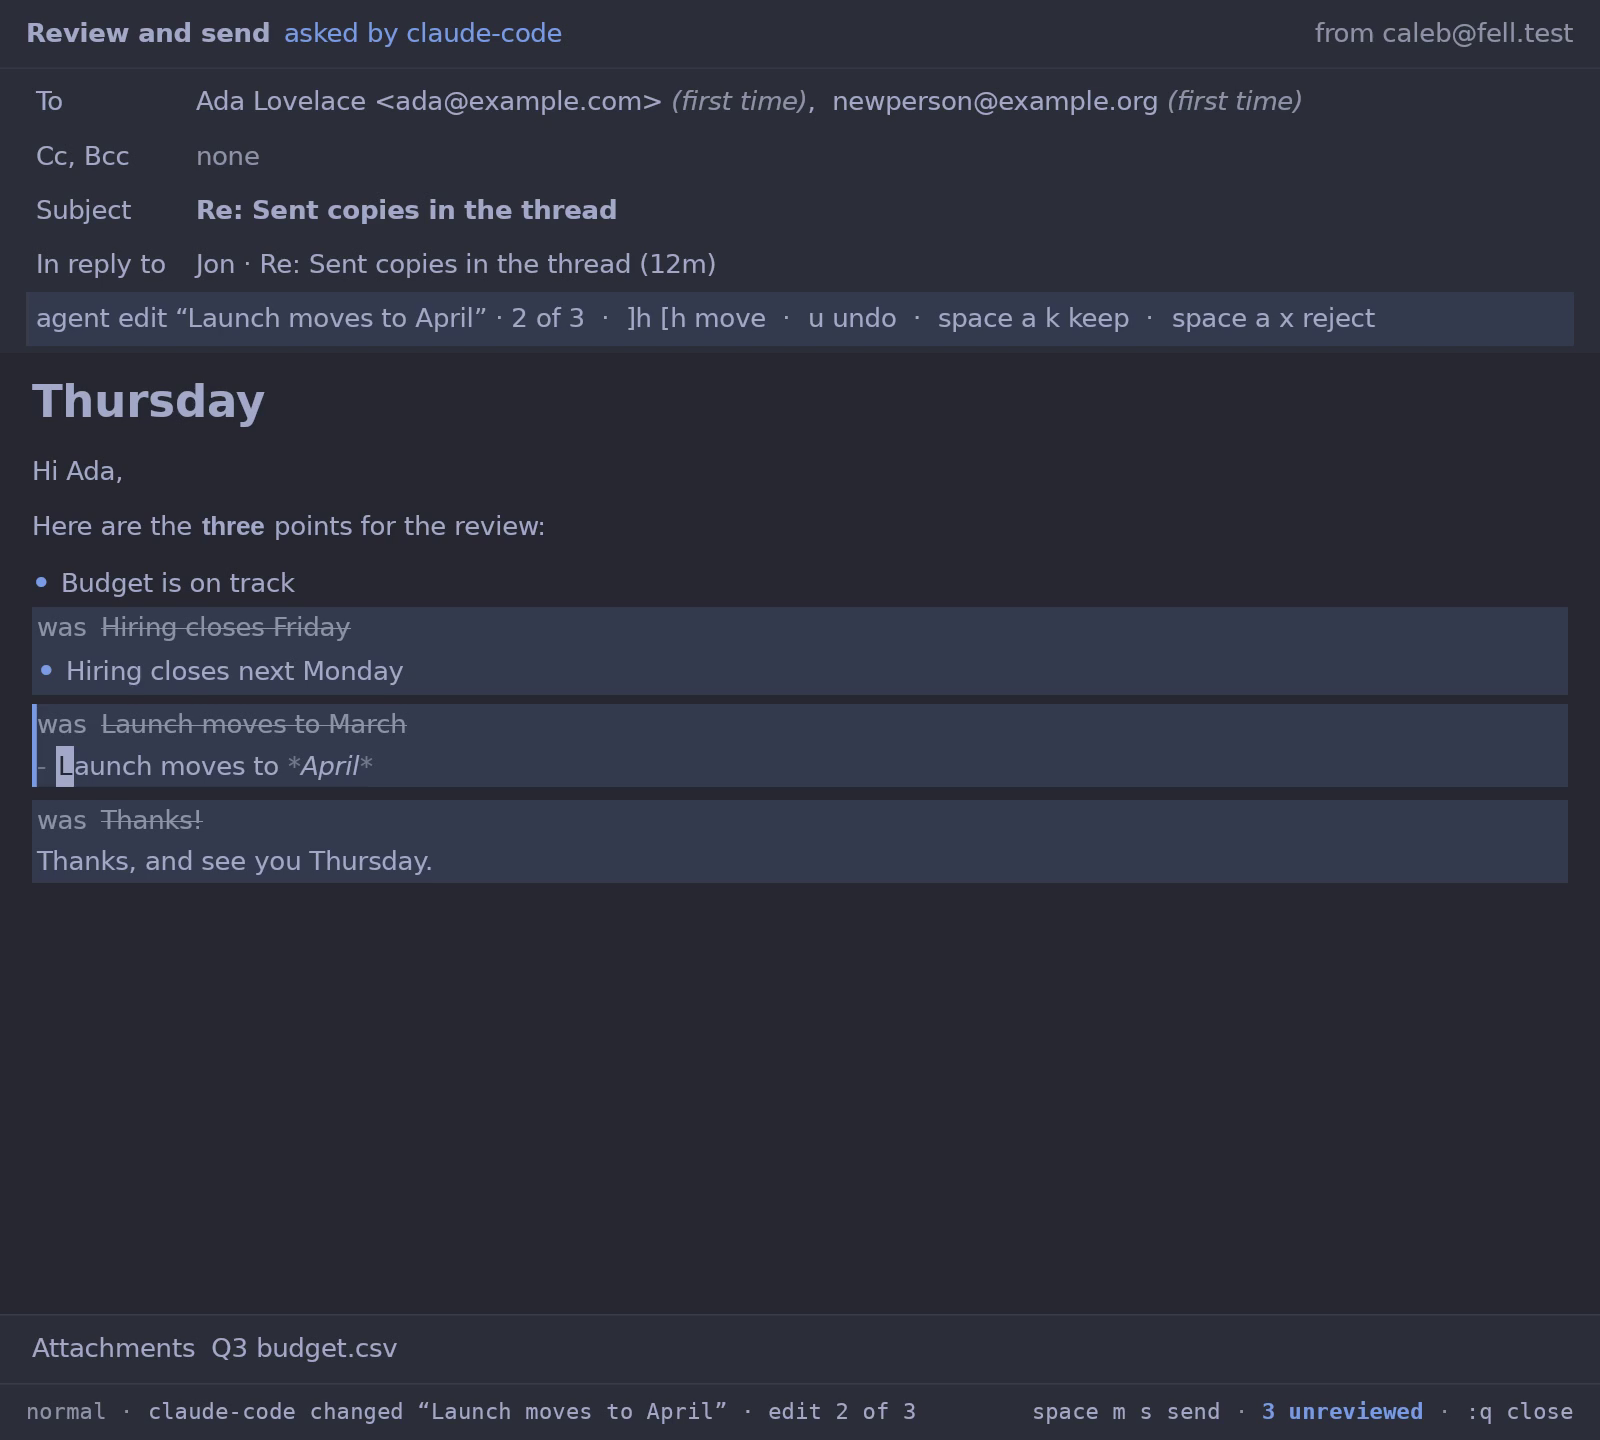 Review and send asked by claude-code from caleb@fell.test
To Ada Lovelace <ada@example.com> (first time), newperson@example.org (first time)
Cc, Bcc none
Subject Re: Sent copies in the thread
In reply to Jon · Re: Sent copies in the thread (12m)
agent edit “Launch moves to April” · 2 of 3 · ]h [h move · u undo · space a k keep · space a x reject
Thursday
Hi Ada,
Here are the three points for the review:
• Budget is on track
was Hiring closes Friday
• Hiring closes next Monday
was Launch moves to March
- Launch moves to *April*
was Thanks!
Thanks, and see you Thursday.
Attachments Q3 budget.csv
normal · claude-code changed “Launch moves to April” · edit 2 of 3 space m s send · 3 unreviewed · :q close